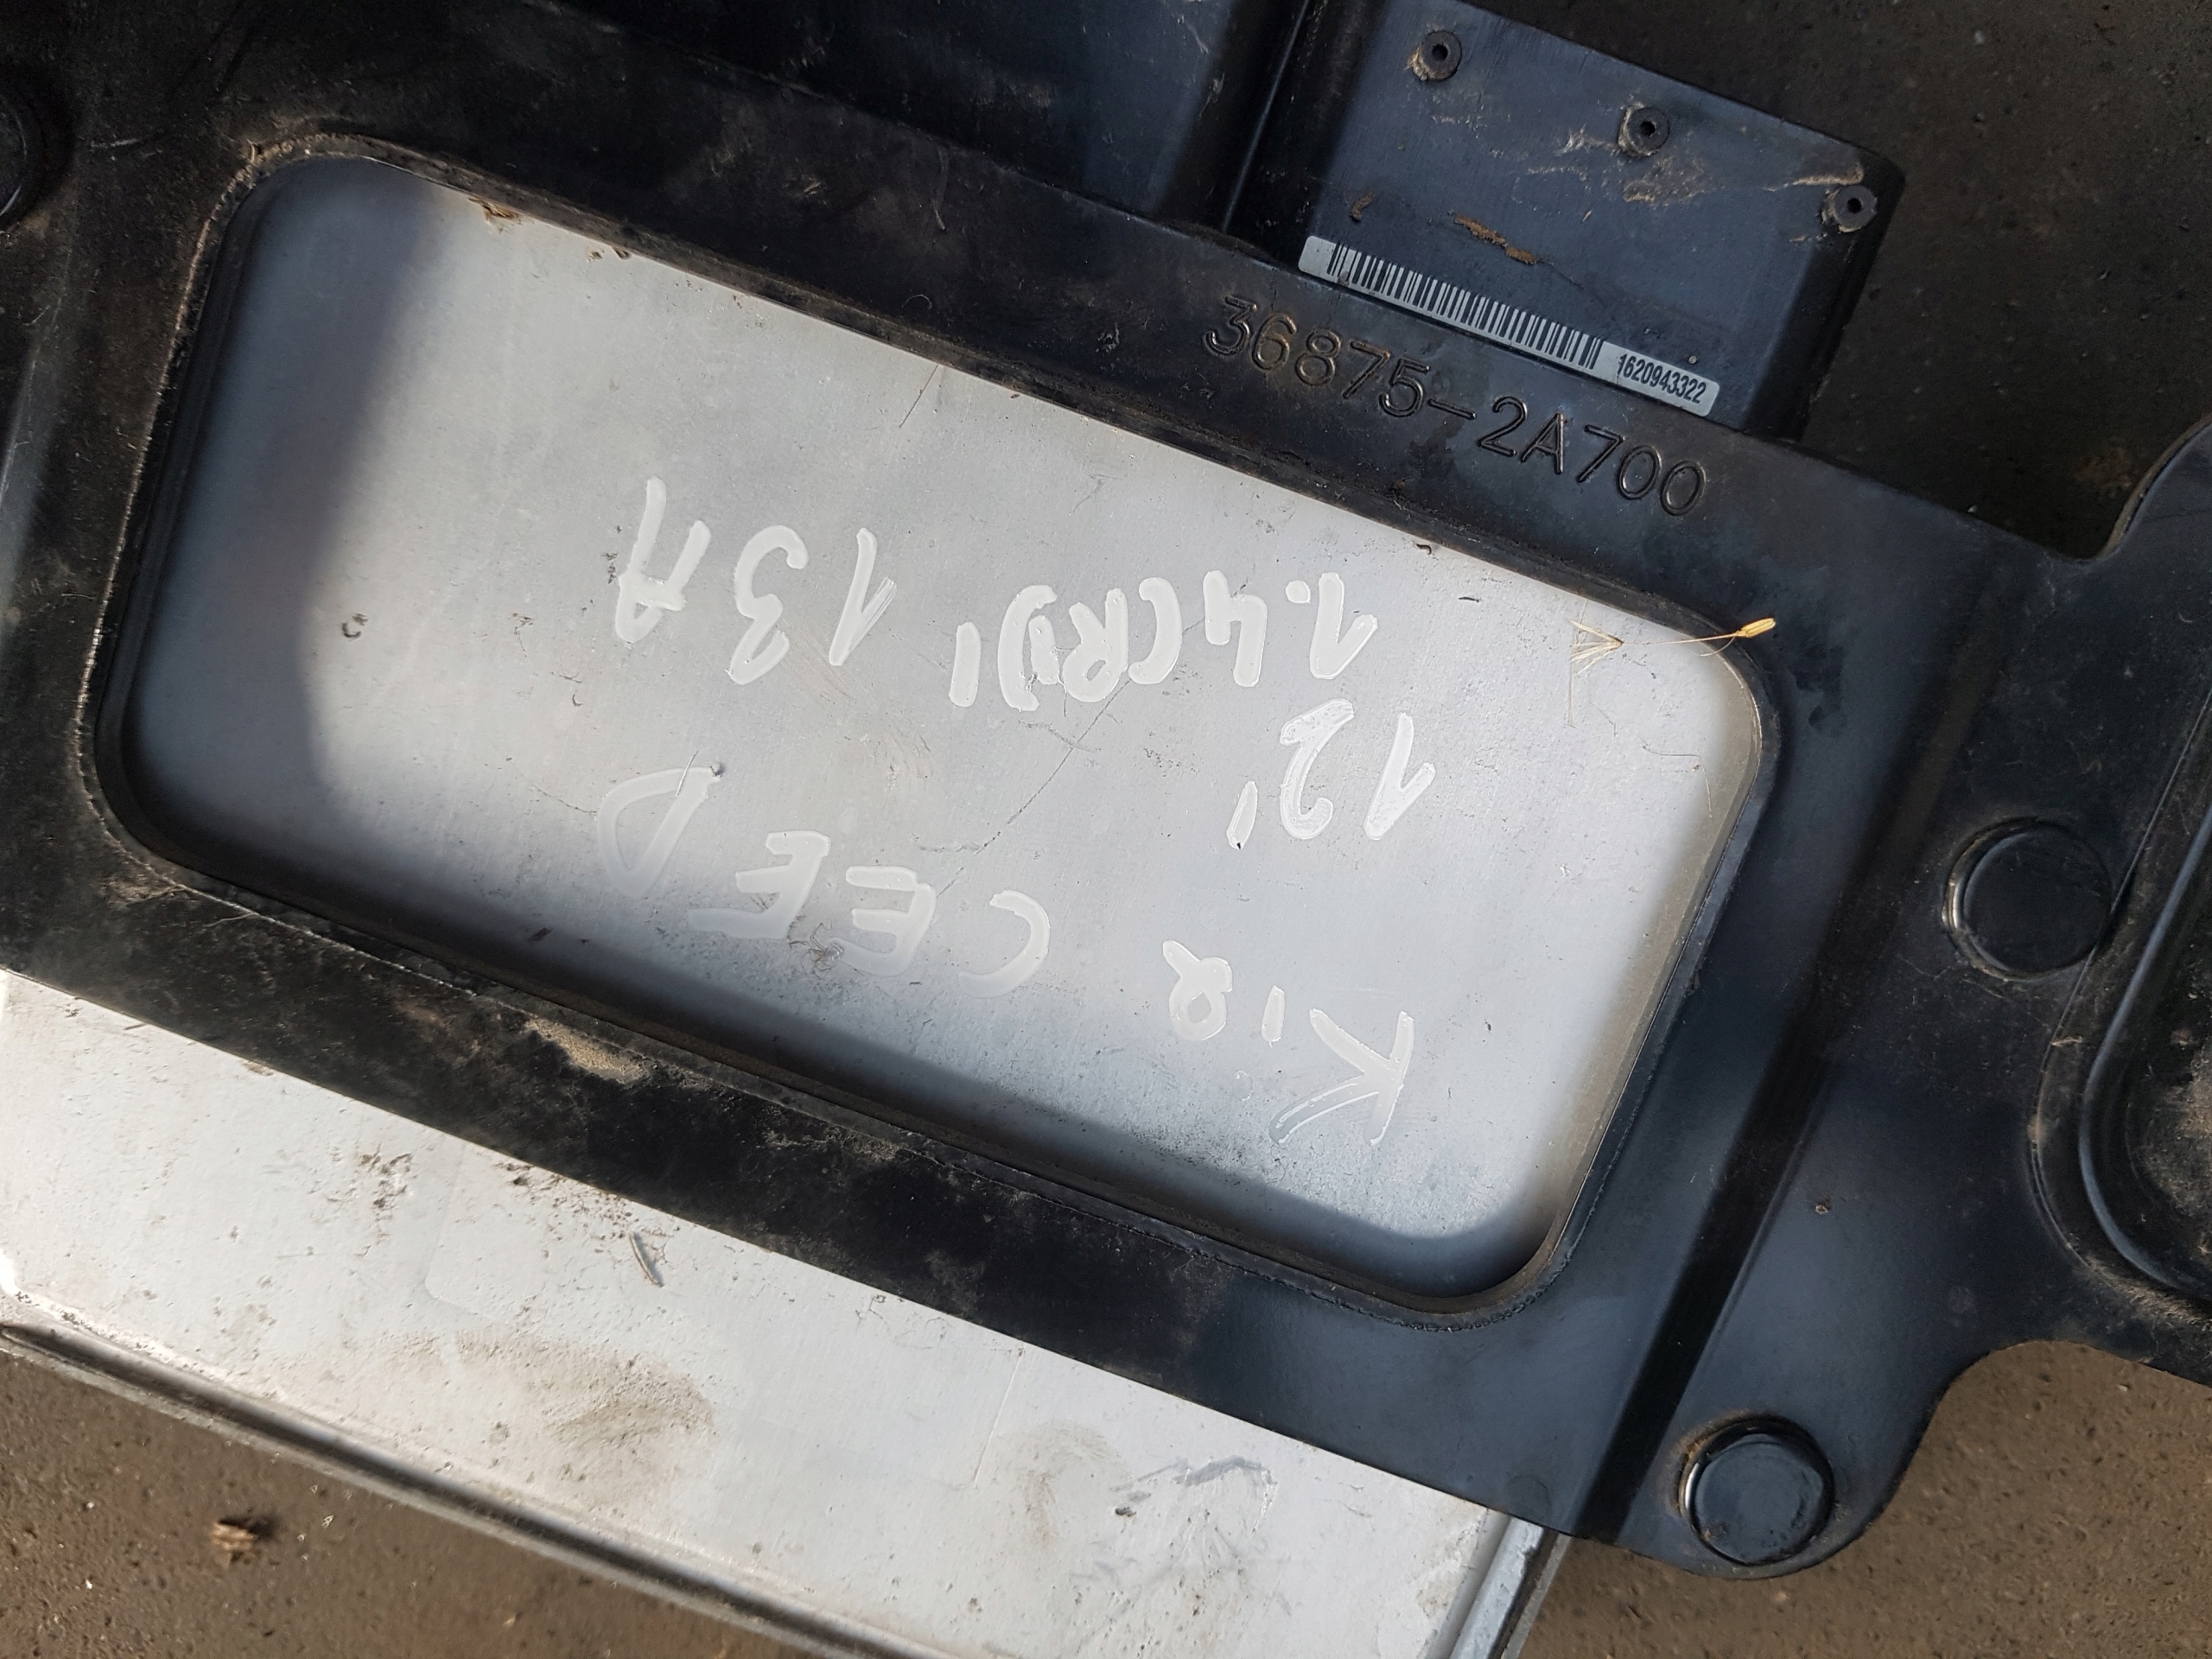 1620943322
36875-2A700
Kia CEED
12'
1.4CRDI 13A